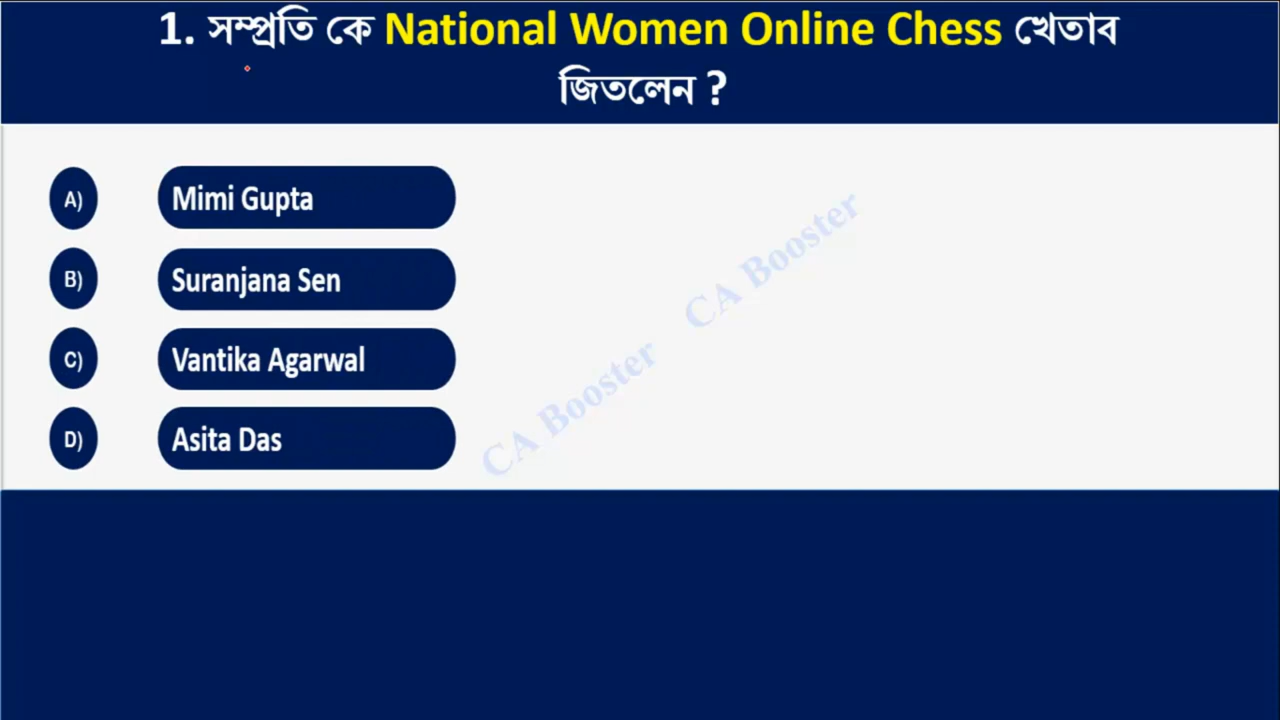 1. সম্প্রতি কে National Women Online Chess খেতাব
জিতলেন ?
A) Mimi Gupta
B) Suranjana Sen
C) Vantika Agarwal
D) Asita Das
CA Booster
CA Booster